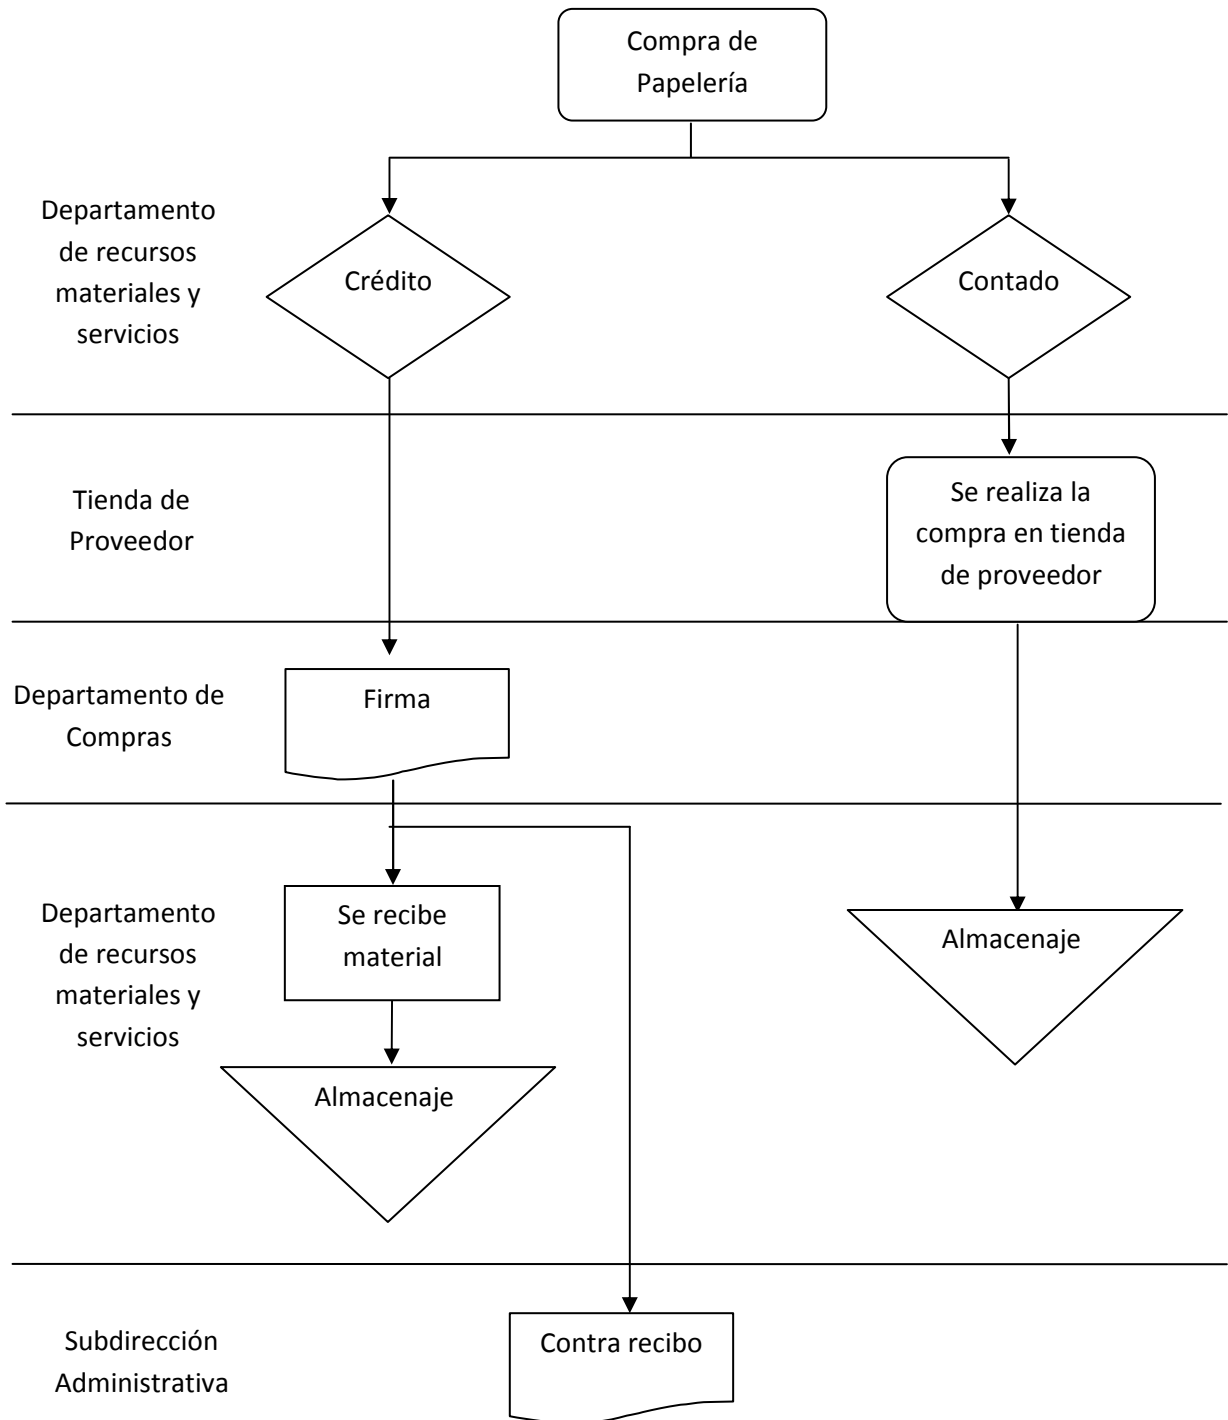 Compra de
Papelería
Departamento
de recursos
materiales y
servicios
Crédito
Contado
Tienda de
Proveedor
Se realiza la
compra en tienda
de proveedor
Departamento de
Compras
Firma
Departamento
de recursos
materiales y
servicios
Se recibe
material
Almacenaje
Almacenaje
Subdirección
Administrativa
Contra recibo